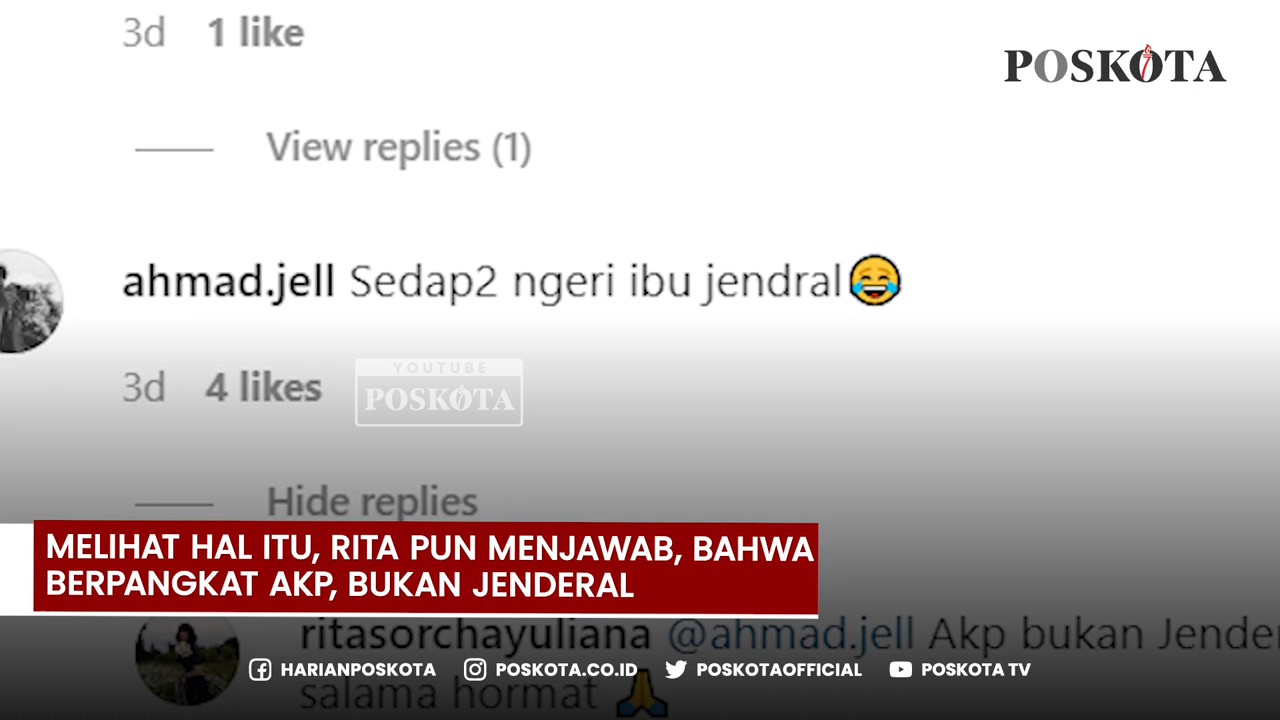 3d 1 like
POSKOTA
View replies (1)
ahmad.jell Sedap2 ngeri ibu jendral😂
3d 4 likes
YOUTUBE
POSKOTA
Hide replies
MELIHAT HAL ITU, RITA PUN MENJAWAB, BAHWA
BERPANGKAT AKP, BUKAN JENDERAL
ritasorchayuliana @ahmad.jell Akp bukan Jende
HARIANPOSKOTA POSKOTA.CO.ID POSKOTAOFFICIAL POSKOTA TV
salama hormat 🙏